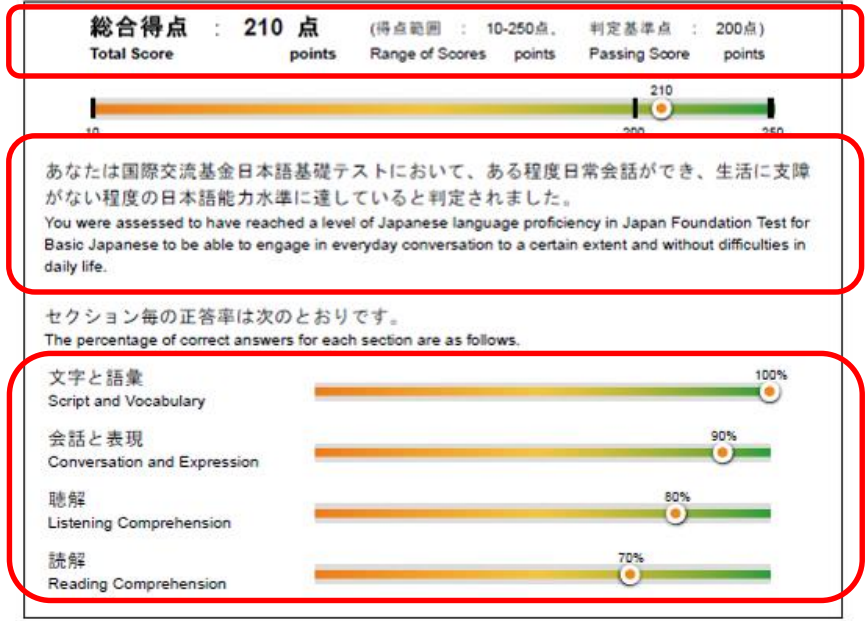 総合得点 : 210 点 (得点範囲 : 10-250点, 判定基準点 : 200点)
Total Score points Range of Scores points Passing Score points
210
10 200 250
あなたは国際交流基金日本語基礎テストにおいて、ある程度日常会話ができ、生活に支障
がない程度の日本語能力水準に達していると判定されました。
You were assessed to have reached a level of Japanese language proficiency in Japan Foundation Test for
Basic Japanese to be able to engage in everyday conversation to a certain extent and without difficulties in
daily life.
セクション毎の正答率は次のとおりです。
The percentage of correct answers for each section are as follows.
文字と語彙
100%
Script and Vocabulary
会話と表現
90%
Conversation and Expression
聴解
80%
Listening Comprehension
読解
70%
Reading Comprehension